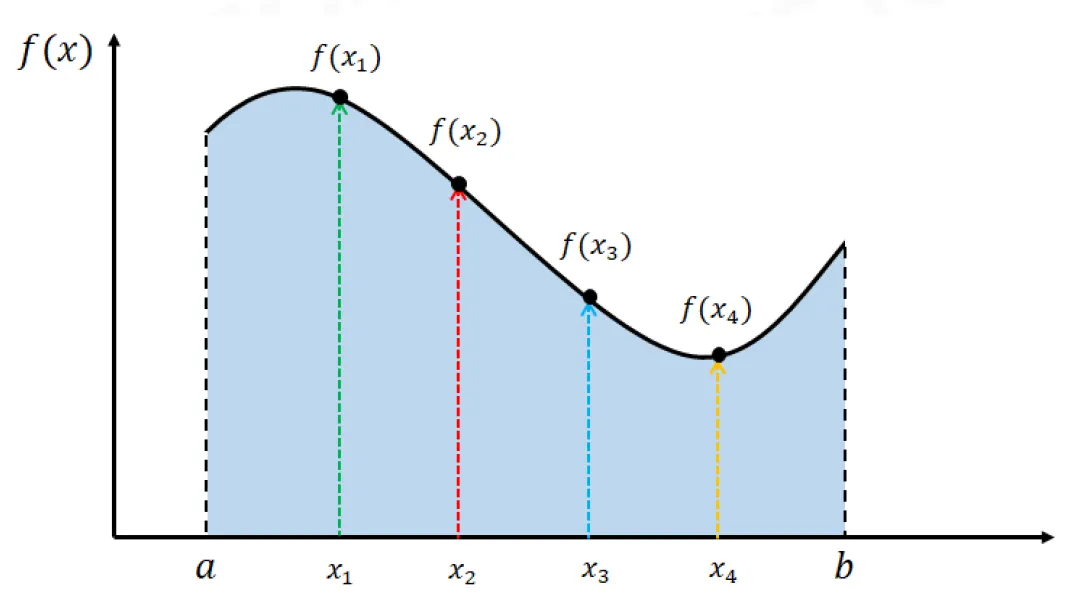 f(x)
f(x₁)
f(x₂)
f(x₃)
f(x₄)
a x₁ x₂ x₃ x₄ b